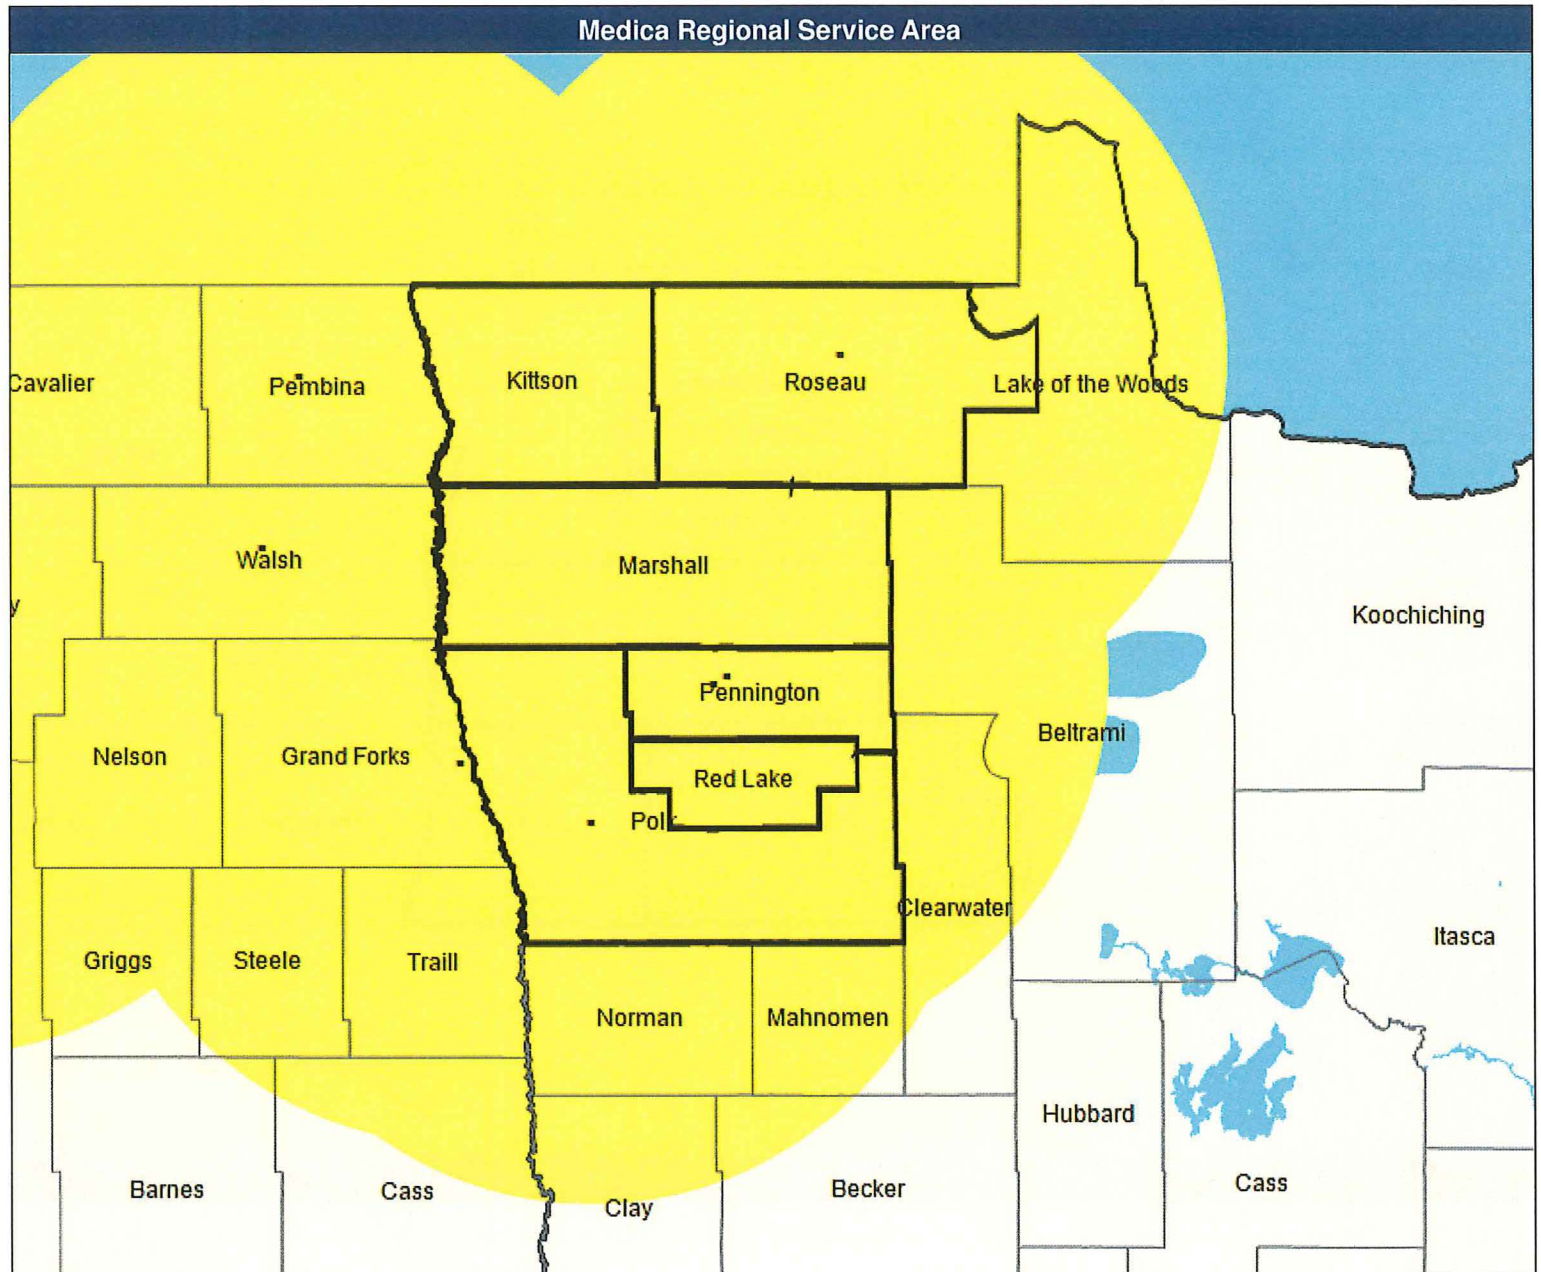 Medica Regional Service Area
Cavalier
Pembina
Kittson
Roseau
Lake of the Woods
Walsh
Marshall
y
Koochiching
Pennington
Beltrami
Nelson
Grand Forks
Red Lake
Polk
Clearwater
Itasca
Griggs
Steele
Traill
Norman
Mahnomen
Hubbard
Barnes
Cass
Clay
Becker
Cass